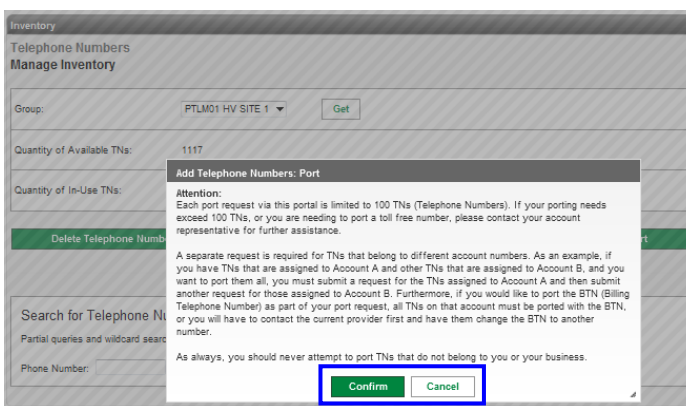 Inventory
Telephone Numbers
Manage Inventory
Group: PTLM01 HV SITE 1 Get
Quantity of Available TNs: 1117
Quantity of In-Use TNs:
Add Telephone Numbers: Port
Attention:
Each port request via this portal is limited to 100 TNs (Telephone Numbers). If your porting needs
exceed 100 TNs, or you are needing to port a toll free number, please contact your account
representative for further assistance.
A separate request is required for TNs that belong to different account numbers. As an example, if
you have TNs that are assigned to Account A and other TNs that are assigned to Account B, and you
want to port them all, you must submit a request for the TNs assigned to Account A and then submit
another request for those assigned to Account B. Furthermore, if you would like to port the BTN (Billing
Telephone Number) as part of your port request, all TNs on that account must be ported with the BTN,
or you will have to contact the current provider first and have them change the BTN to another
number.
As always, you should never attempt to port TNs that do not belong to you or your business.
Confirm Cancel
Delete Telephone Numb
Search for Telephone Nu
Partial queries and wildcard searc
Phone Number: